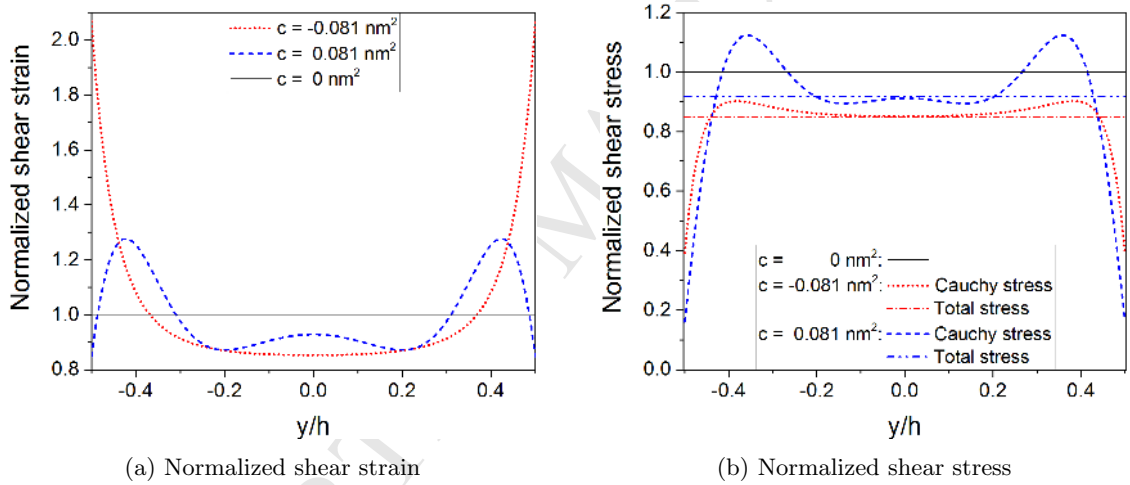 Normalized shear strain
2.0
1.8
1.6
1.4
1.2
1.0
0.8
c = -0.081 nm²
c = 0.081 nm²
c = 0 nm²
-0.4 -0.2 0.0 0.2 0.4
y/h
(a) Normalized shear strain
Normalized shear stress
1.2
1.0
0.8
0.6
0.4
0.2
0.0
c = 0 nm²:
c = -0.081 nm²: Cauchy stress
Total stress
c = 0.081 nm²: Cauchy stress
Total stress
-0.4 -0.2 0.0 0.2 0.4
y/h
(b) Normalized shear stress